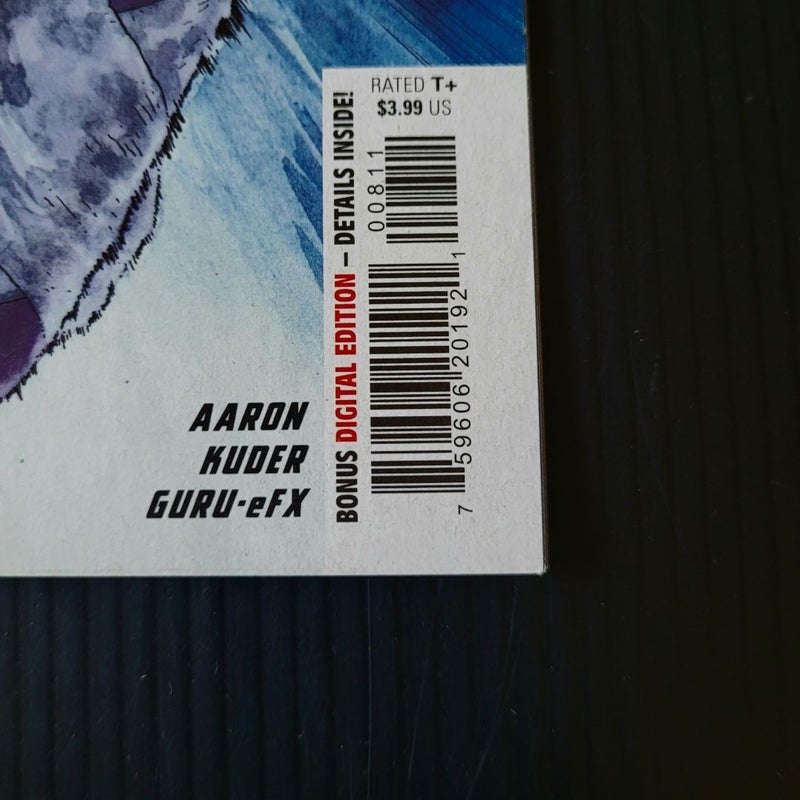 RATED T+
$3.99 US
BONUS DIGITAL EDITION – DETAILS INSIDE!
00811
7 59606 20192 1
AARON
KUDER
GURU-eFX